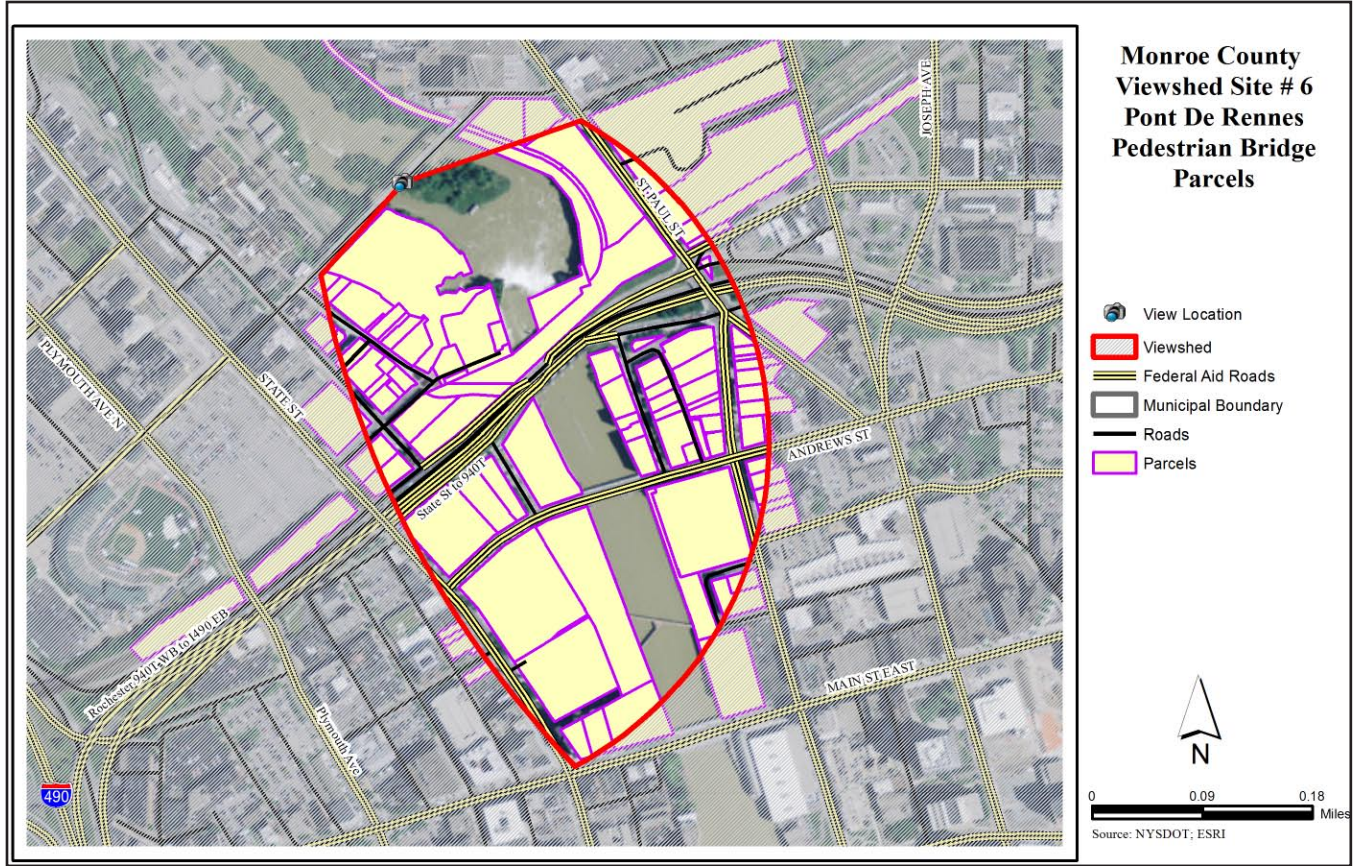 Monroe County
Viewshed Site # 6
Pont De Rennes
Pedestrian Bridge
Parcels
JOSEPH AVE
ST.PAUL ST
PLYMOUTH AVE N
STATE ST
ANDREWS ST
State St to 940T
Rochester 940T WB to I490 EB
Plymouth Ave
MAIN ST EAST
490
View Location
Viewshed
Federal Aid Roads
Municipal Boundary
Roads
Parcels
N
0 0.09 0.18
Miles
Source: NYSDOT; ESRI